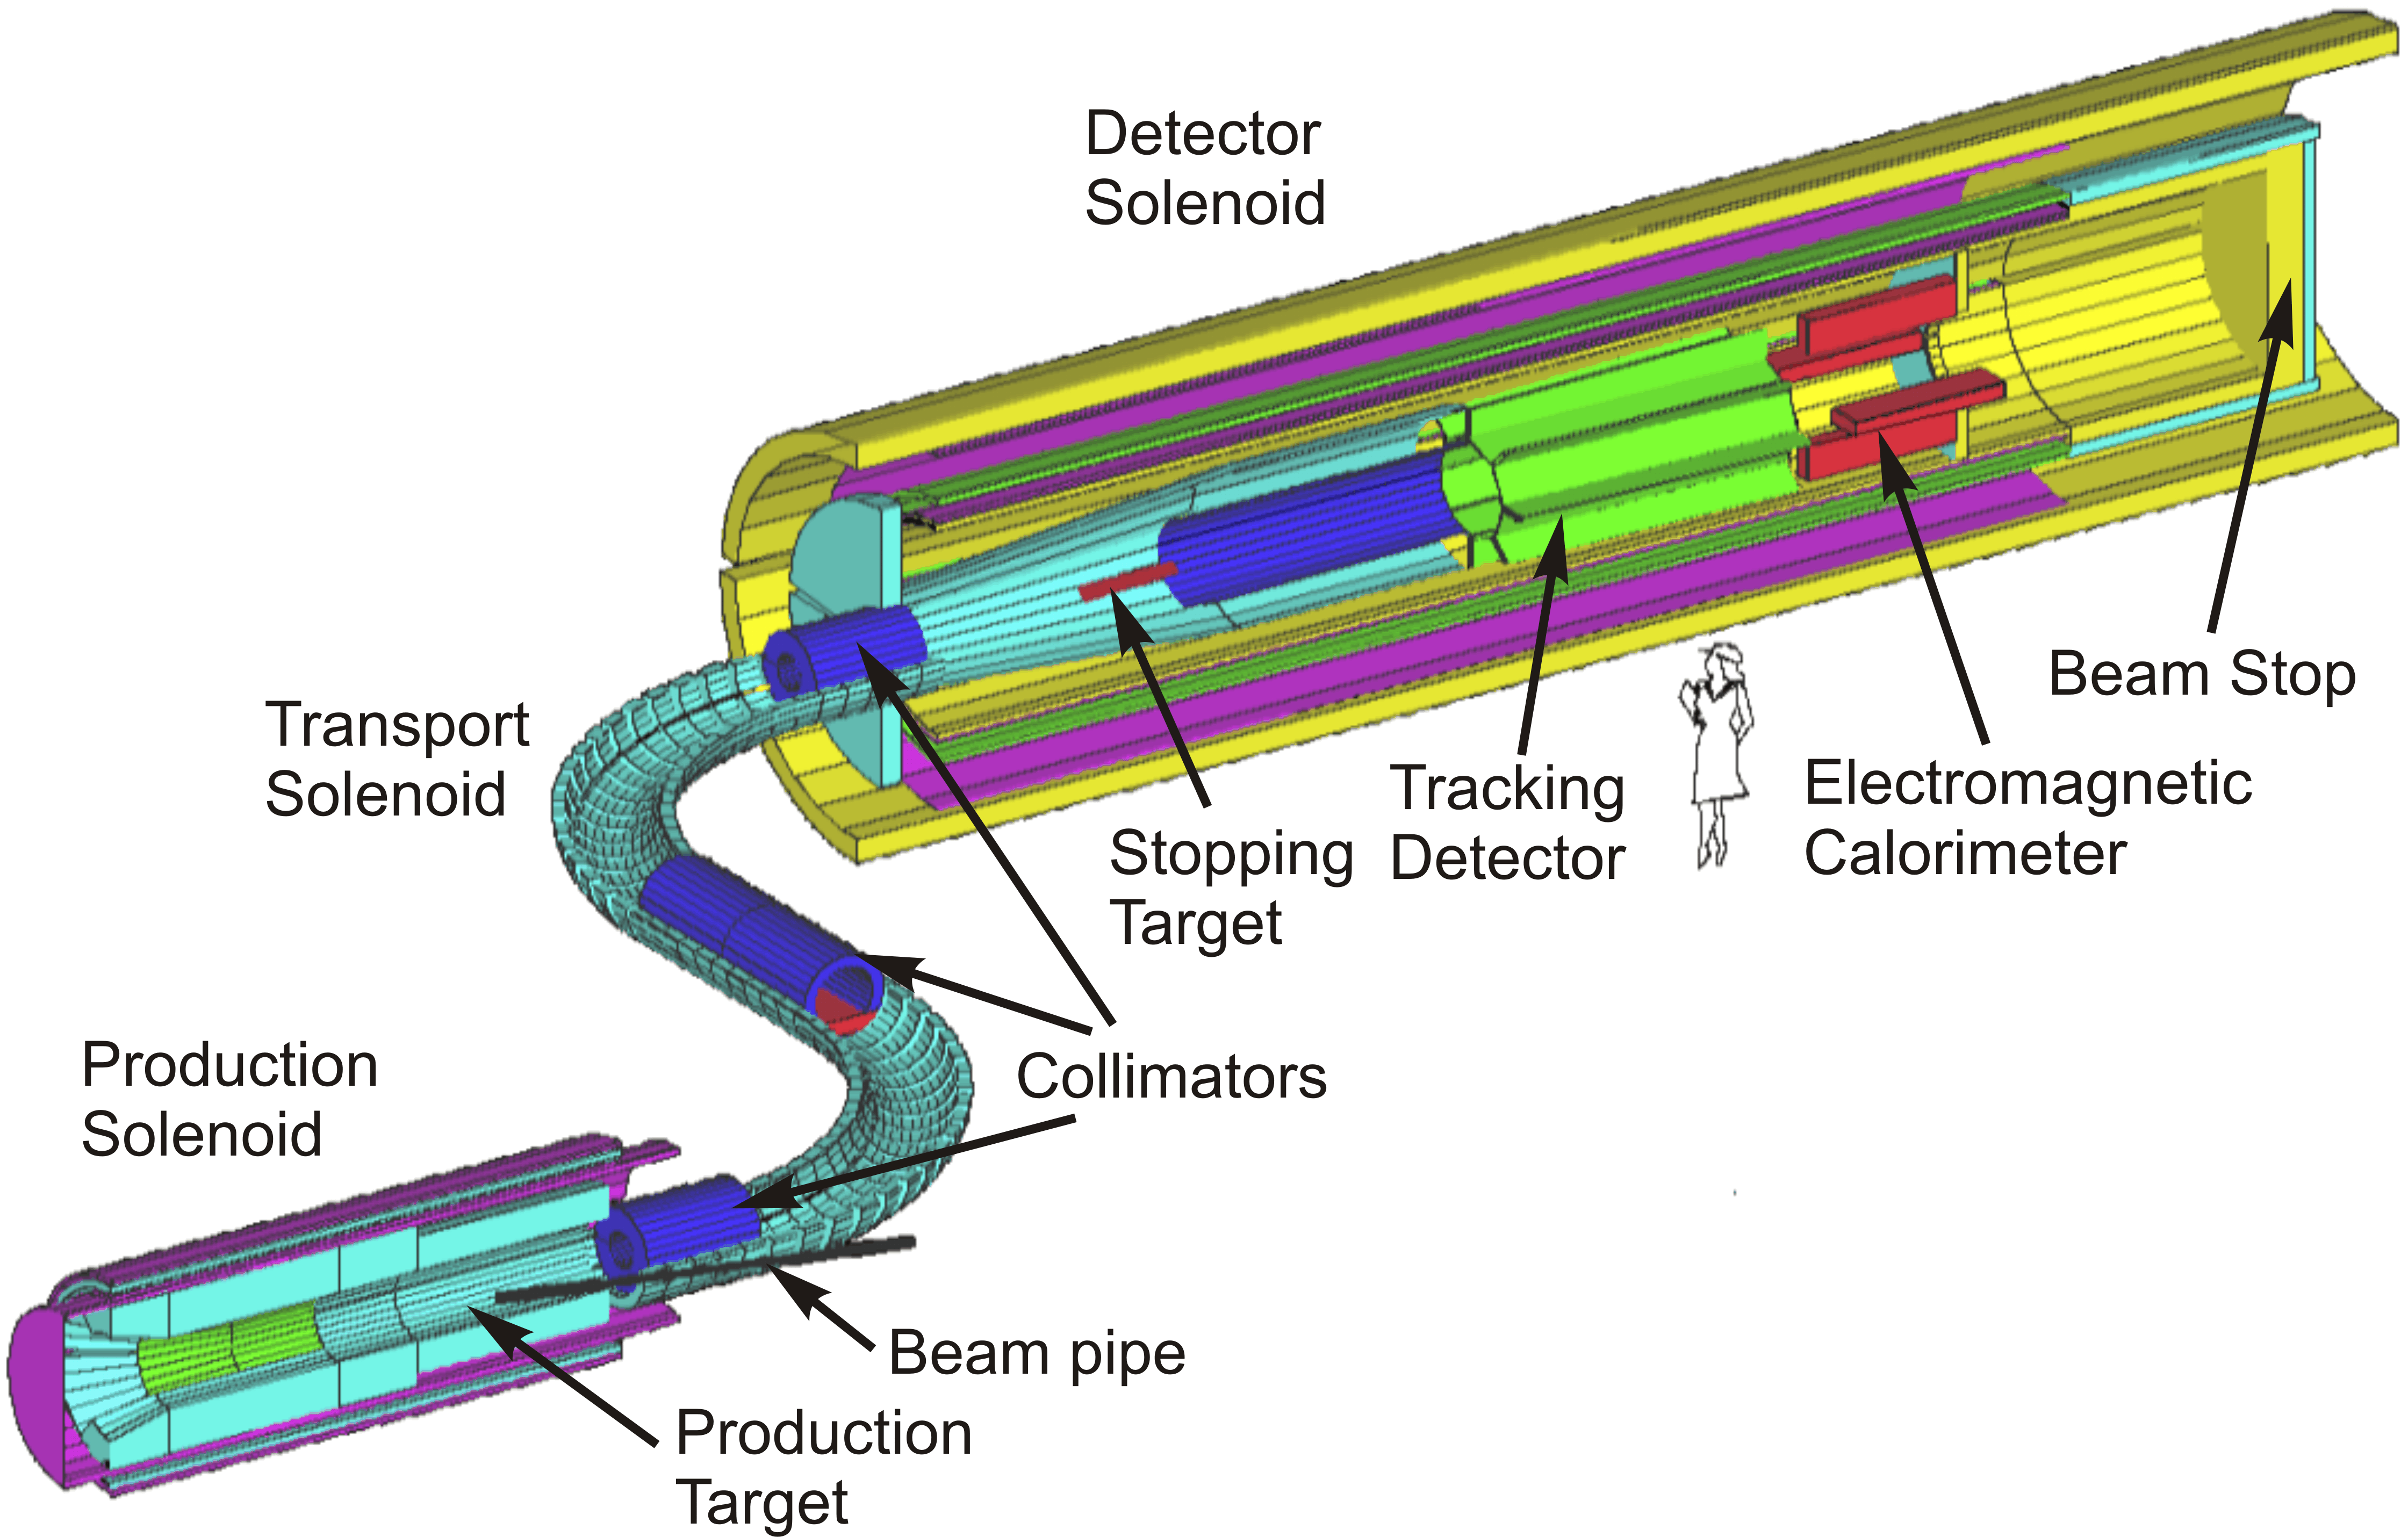 Detector
Solenoid
Transport
Solenoid
Beam Stop
Tracking
Detector
Electromagnetic
Calorimeter
Stopping
Target
Production
Solenoid
Collimators
Beam pipe
Production
Target